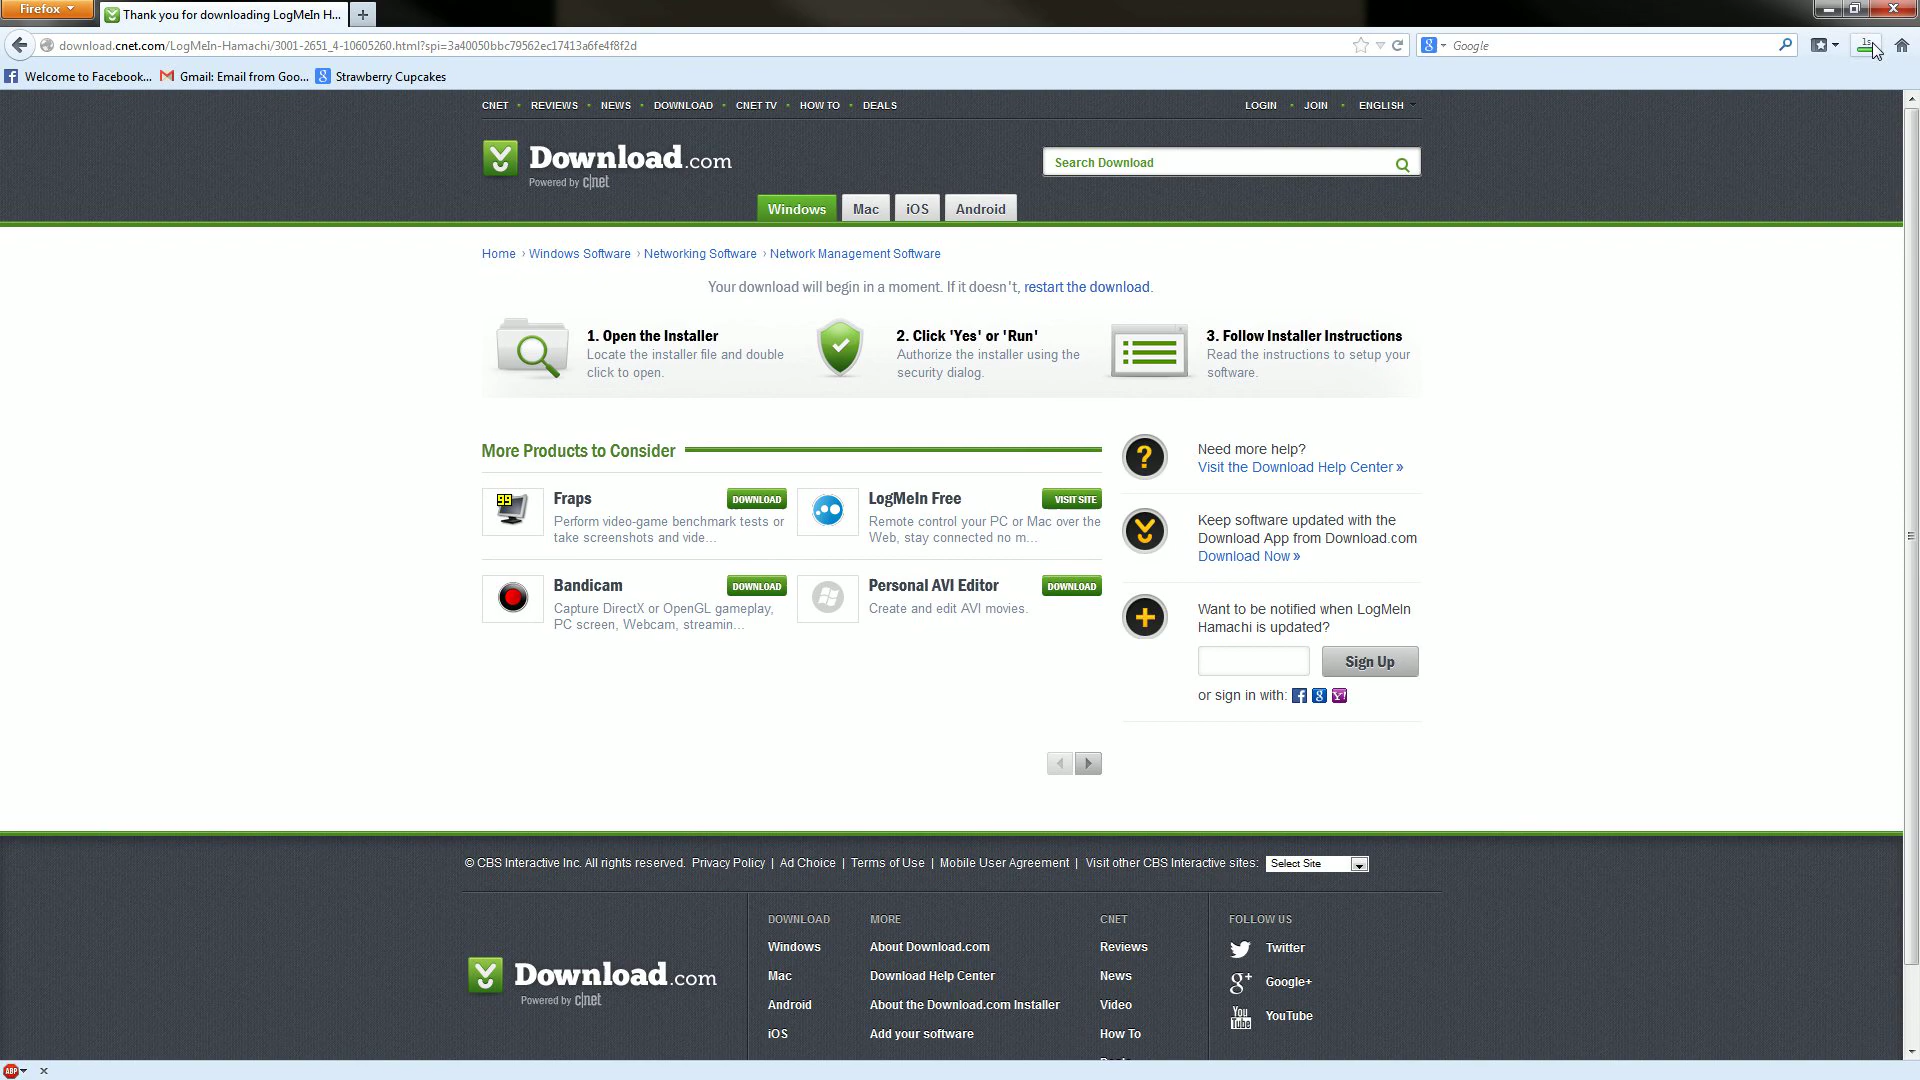 Firefox
Thank you for downloading LogMeIn H...
download.cnet.com/LogMeIn-Hamachi/3001-2651_4-10605260.html?spi=3a40050bbc79562ec17413a6fe4f8f2d
Google
1s
Welcome to Facebook... Gmail: Email from Goo... Strawberry Cupcakes
CNET REVIEWS NEWS DOWNLOAD CNET TV HOW TO DEALS
LOGIN JOIN ENGLISH
Download.com
Powered by c|net
Search Download
Windows Mac iOS Android
Home › Windows Software › Networking Software › Network Management Software
Your download will begin in a moment. If it doesn't, restart the download.
1. Open the Installer
Locate the installer file and double
click to open.
2. Click 'Yes' or 'Run'
Authorize the installer using the
security dialog.
3. Follow Installer Instructions
Read the instructions to setup your
software.
More Products to Consider
99
Fraps
DOWNLOAD
Perform video-game benchmark tests or
take screenshots and vide...
LogMeIn Free
VISIT SITE
Remote control your PC or Mac over the
Web, stay connected no m...
Bandicam
DOWNLOAD
Capture DirectX or OpenGL gameplay,
PC screen, Webcam, streamin...
Personal AVI Editor
DOWNLOAD
Create and edit AVI movies.
Need more help?
Visit the Download Help Center »
Keep software updated with the
Download App from Download.com
Download Now »
Want to be notified when LogMeIn
Hamachi is updated?
Sign Up
or sign in with:
© CBS Interactive Inc. All rights reserved. Privacy Policy | Ad Choice | Terms of Use | Mobile User Agreement | Visit other CBS Interactive sites: Select Site
Download.com
Powered by c|net
DOWNLOAD
Windows
Mac
Android
iOS
MORE
About Download.com
Download Help Center
About the Download.com Installer
Add your software
CNET
Reviews
News
Video
How To
FOLLOW US
Twitter
Google+
You Tube YouTube
ABP